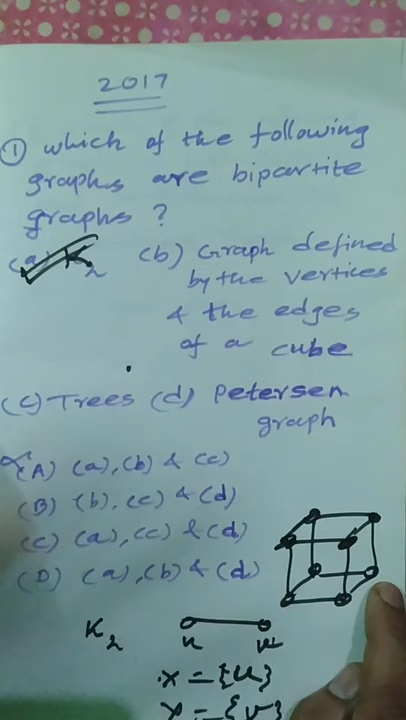 2017
① which of the following
graphs are bipartite
graphs ?
(a) K2 (b) Graph defined
by the vertices
& the edges
of a cube
(c) Trees (d) Petersen
graph
(A) (a), (b) & (c)
(B) (b), (c) & (d)
(C) (a), (c) & (d)
(D) (a), (b) & (d)
K2 u v
X = {u}
Y = {v}